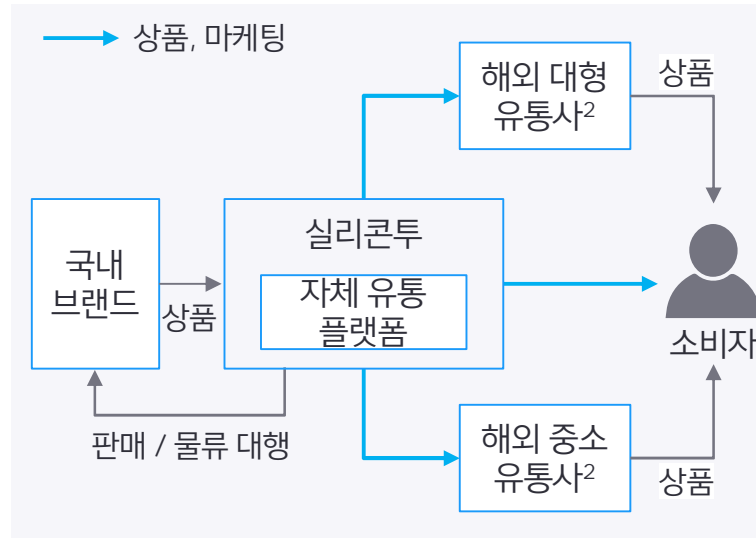 상품, 마케팅
해외 대형
유통사²
상품
실리콘투
국내
브랜드
상품
자체 유통
플랫폼
소비자
판매 / 물류 대행
해외 중소
유통사²
상품